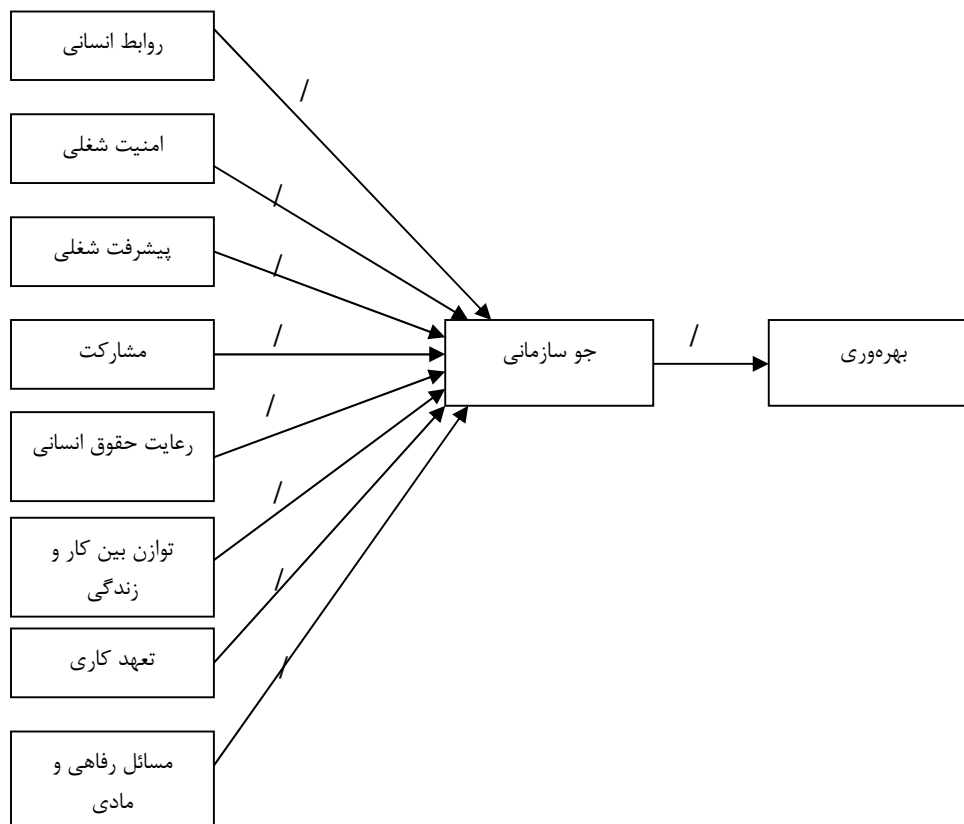 روابط انسانی
/
امنیت شغلی
/
پیشرفت شغلی
/
مشارکت
/
رعایت حقوق انسانی
/
توازن بین کار و
زندگی
/
تعهد کاری
/
مسائل رفاهی و
مادی
/
جو سازمانی
/
بهره‌وری